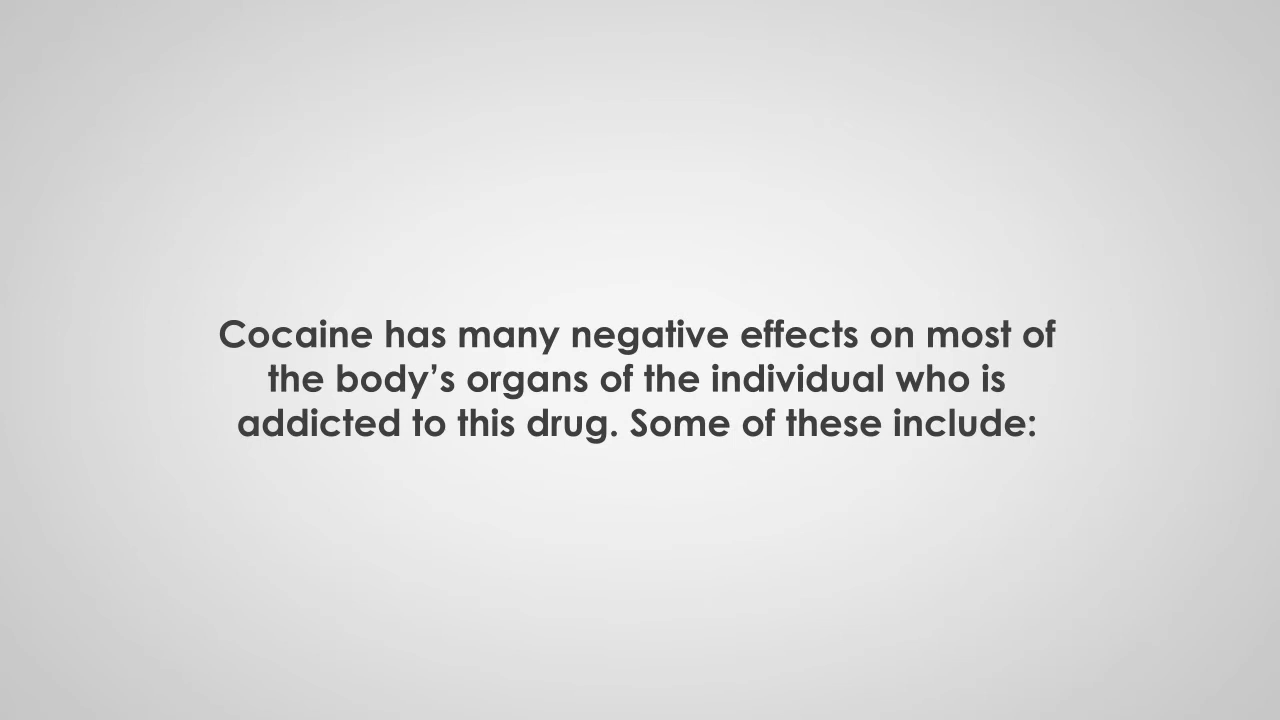 Cocaine has many negative effects on most of
the body’s organs of the individual who is
addicted to this drug. Some of these include: